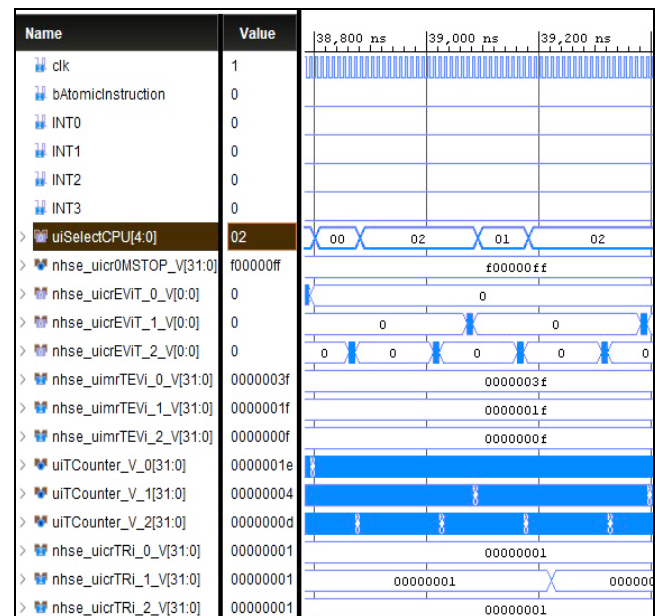 Name Value 38,800 ns 39,000 ns 39,200 ns
clk 1
bAtomicInstruction 0
INT0 0
INT1 0
INT2 0
INT3 0
uiSelectCPU[4:0] 02 00 02 01 02
nhse_uicr0MSTOP_V[31:0] f00000ff f00000ff
nhse_uicrEViT_0_V[0:0] 0 0
nhse_uicrEViT_1_V[0:0] 0 0 0
nhse_uicrEViT_2_V[0:0] 0 0 0 0 0 0
nhse_uimrTEVi_0_V[31:0] 0000003f 0000003f
nhse_uimrTEVi_1_V[31:0] 0000001f 0000001f
nhse_uimrTEVi_2_V[31:0] 0000000f 0000000f
uiTCounter_V_0[31:0] 0000001e
uiTCounter_V_1[31:0] 00000004
uiTCounter_V_2[31:0] 0000000d
nhse_uicrTRi_0_V[31:0] 00000001 00000001
nhse_uicrTRi_1_V[31:0] 00000001 00000001 000000
nhse_uicrTRi_2_V[31:0] 00000001 00000001